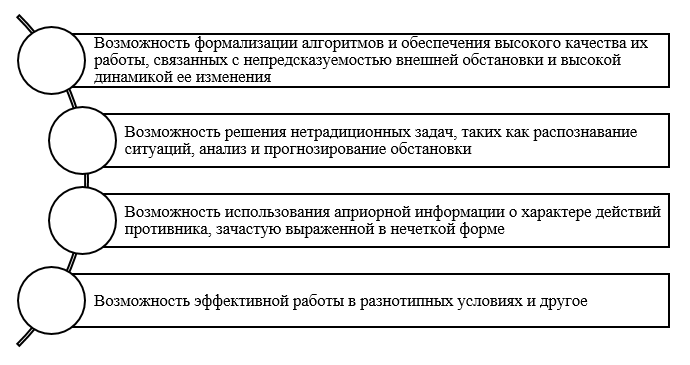 Возможность формализации алгоритмов и обеспечения высокого качества их
работы, связанных с непредсказуемостью внешней обстановки и высокой
динамикой ее изменения
Возможность решения нетрадиционных задач, таких как распознавание
ситуаций, анализ и прогнозирование обстановки
Возможность использования априорной информации о характере действий
противника, зачастую выраженной в нечеткой форме
Возможность эффективной работы в разнотипных условиях и другое